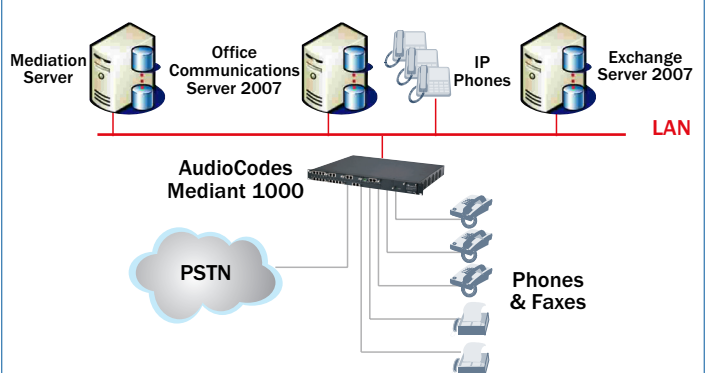 Mediation
Server
Office
Communications
Server 2007
IP
Phones
Exchange
Server 2007
LAN
AudioCodes
Mediant 1000
PSTN
Phones
& Faxes